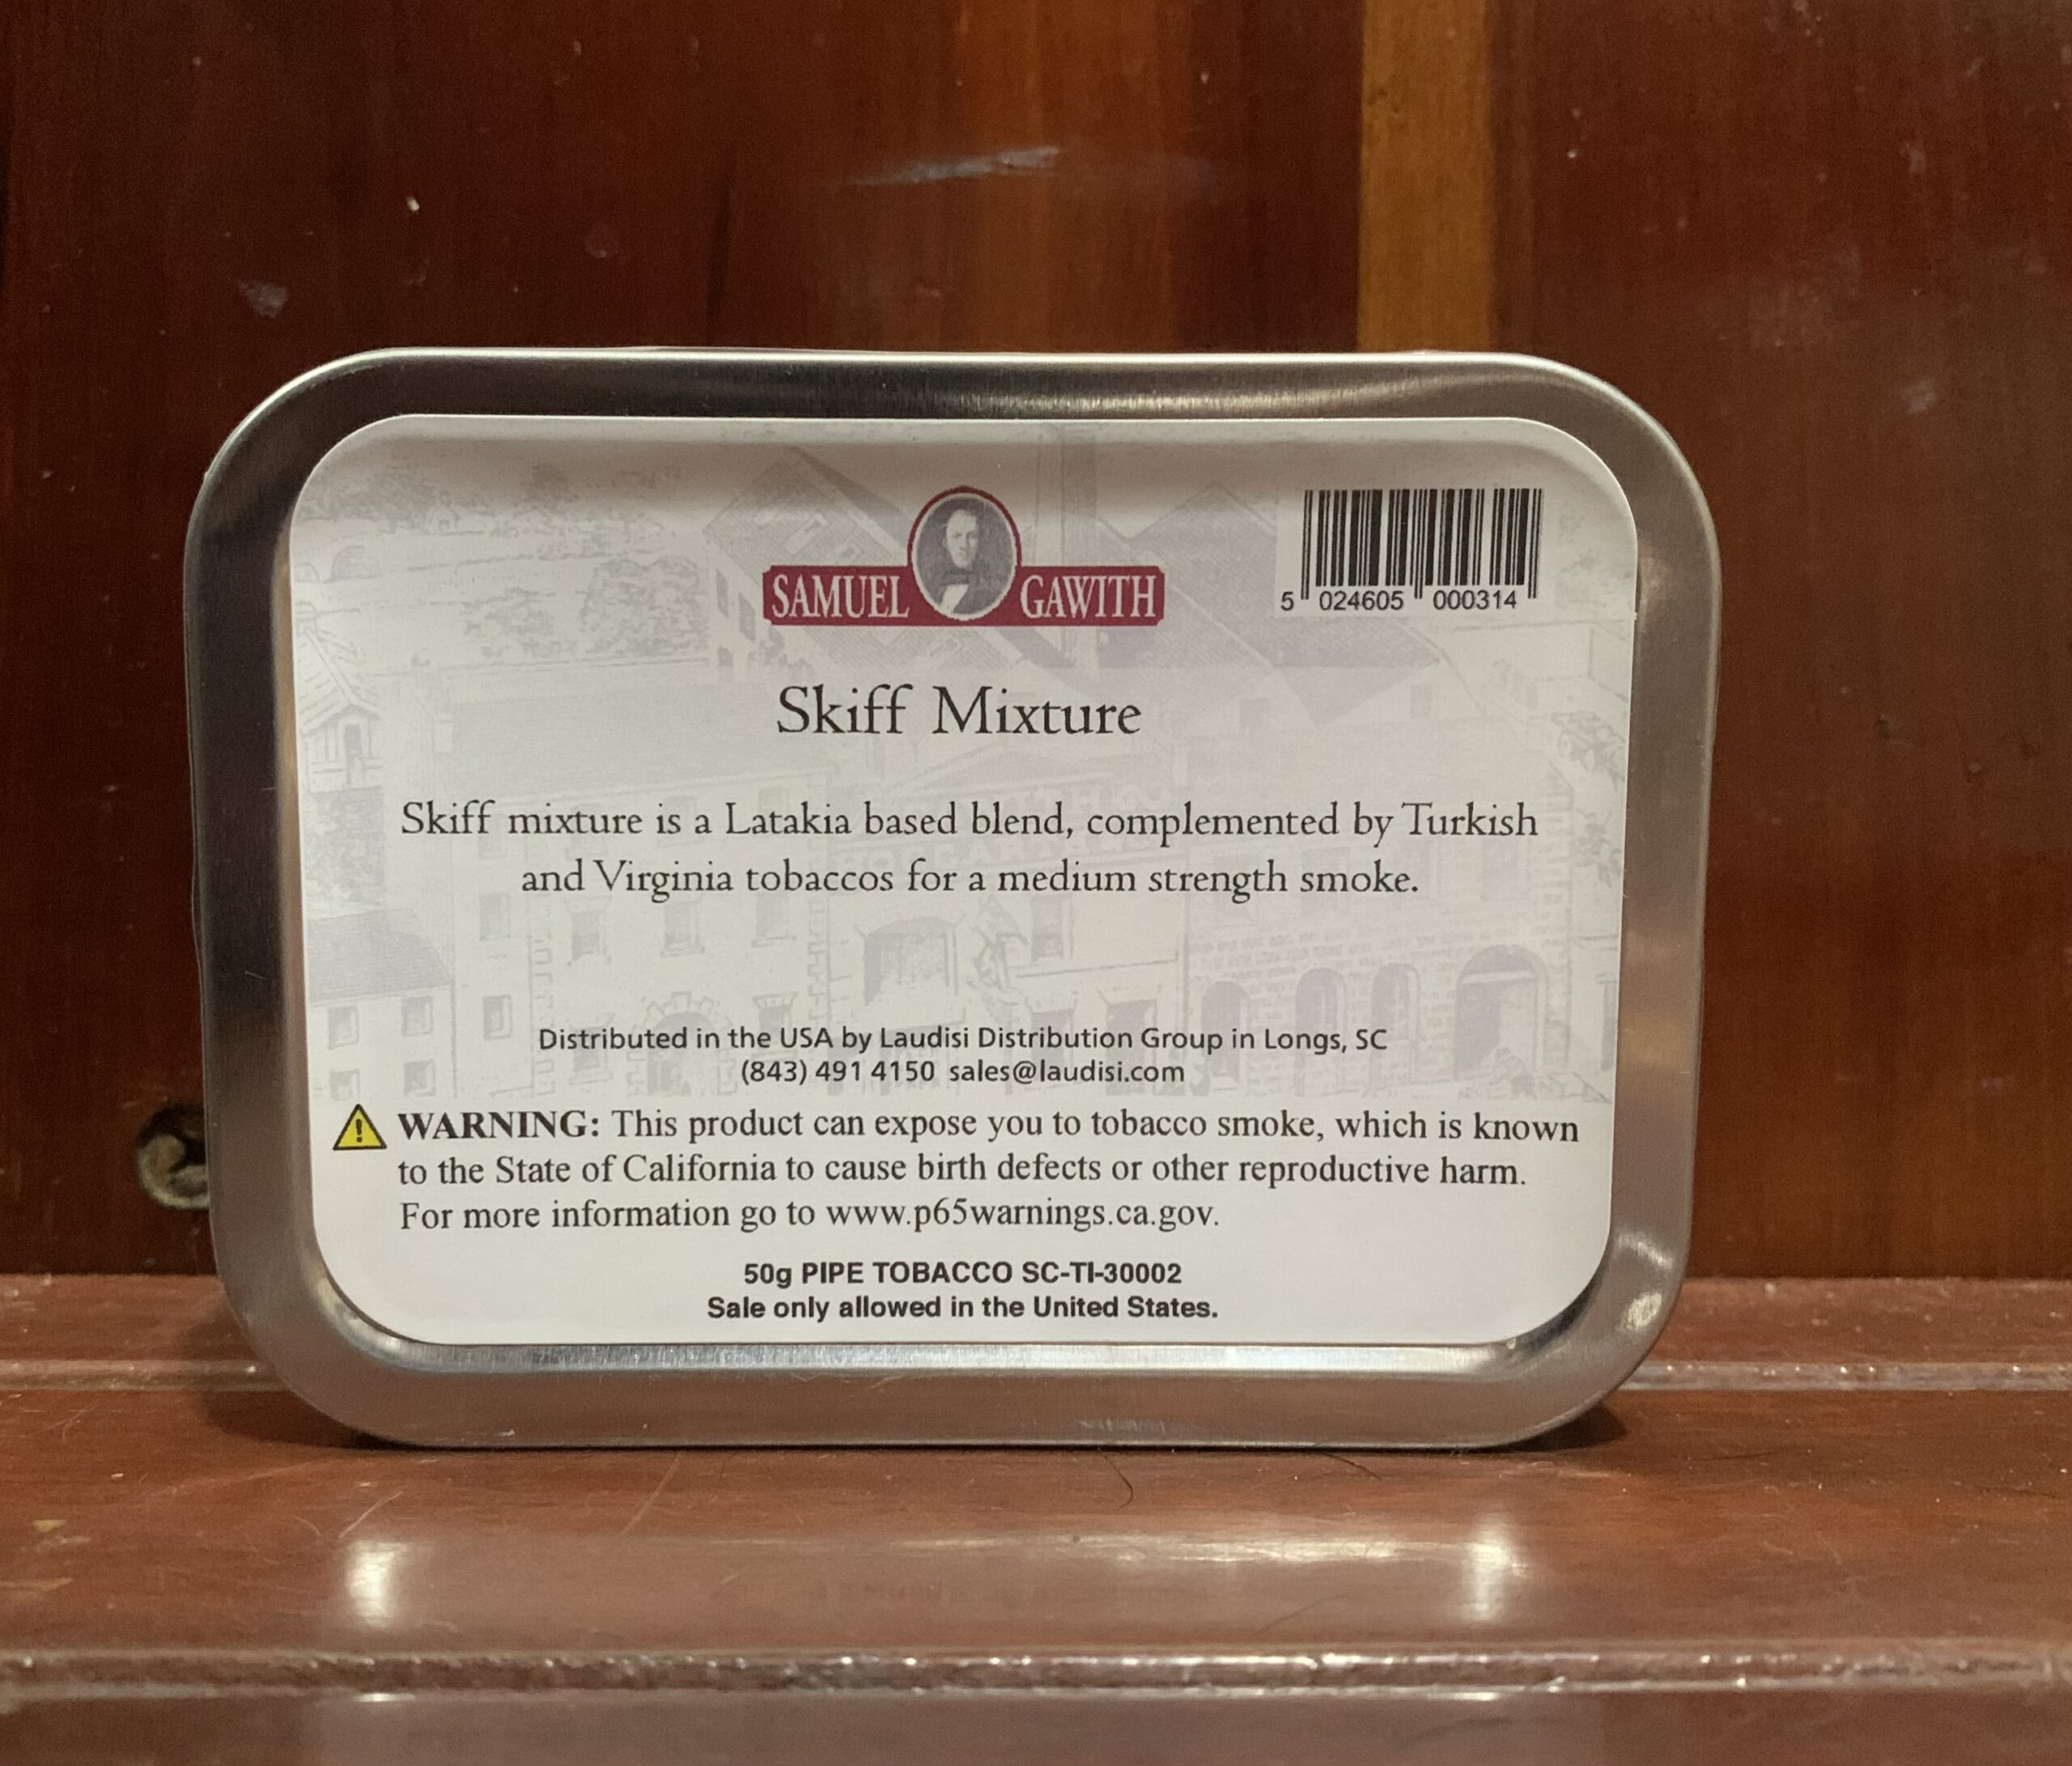 SAMUEL GAWITH
5 024605 000314
Skiff Mixture
Skiff mixture is a Latakia based blend, complemented by Turkish
and Virginia tobaccos for a medium strength smoke.
Distributed in the USA by Laudisi Distribution Group in Longs, SC
(843) 491 4150 sales@laudisi.com
WARNING: This product can expose you to tobacco smoke, which is known
to the State of California to cause birth defects or other reproductive harm.
For more information go to www.p65warnings.ca.gov.
50g PIPE TOBACCO SC-TI-30002
Sale only allowed in the United States.